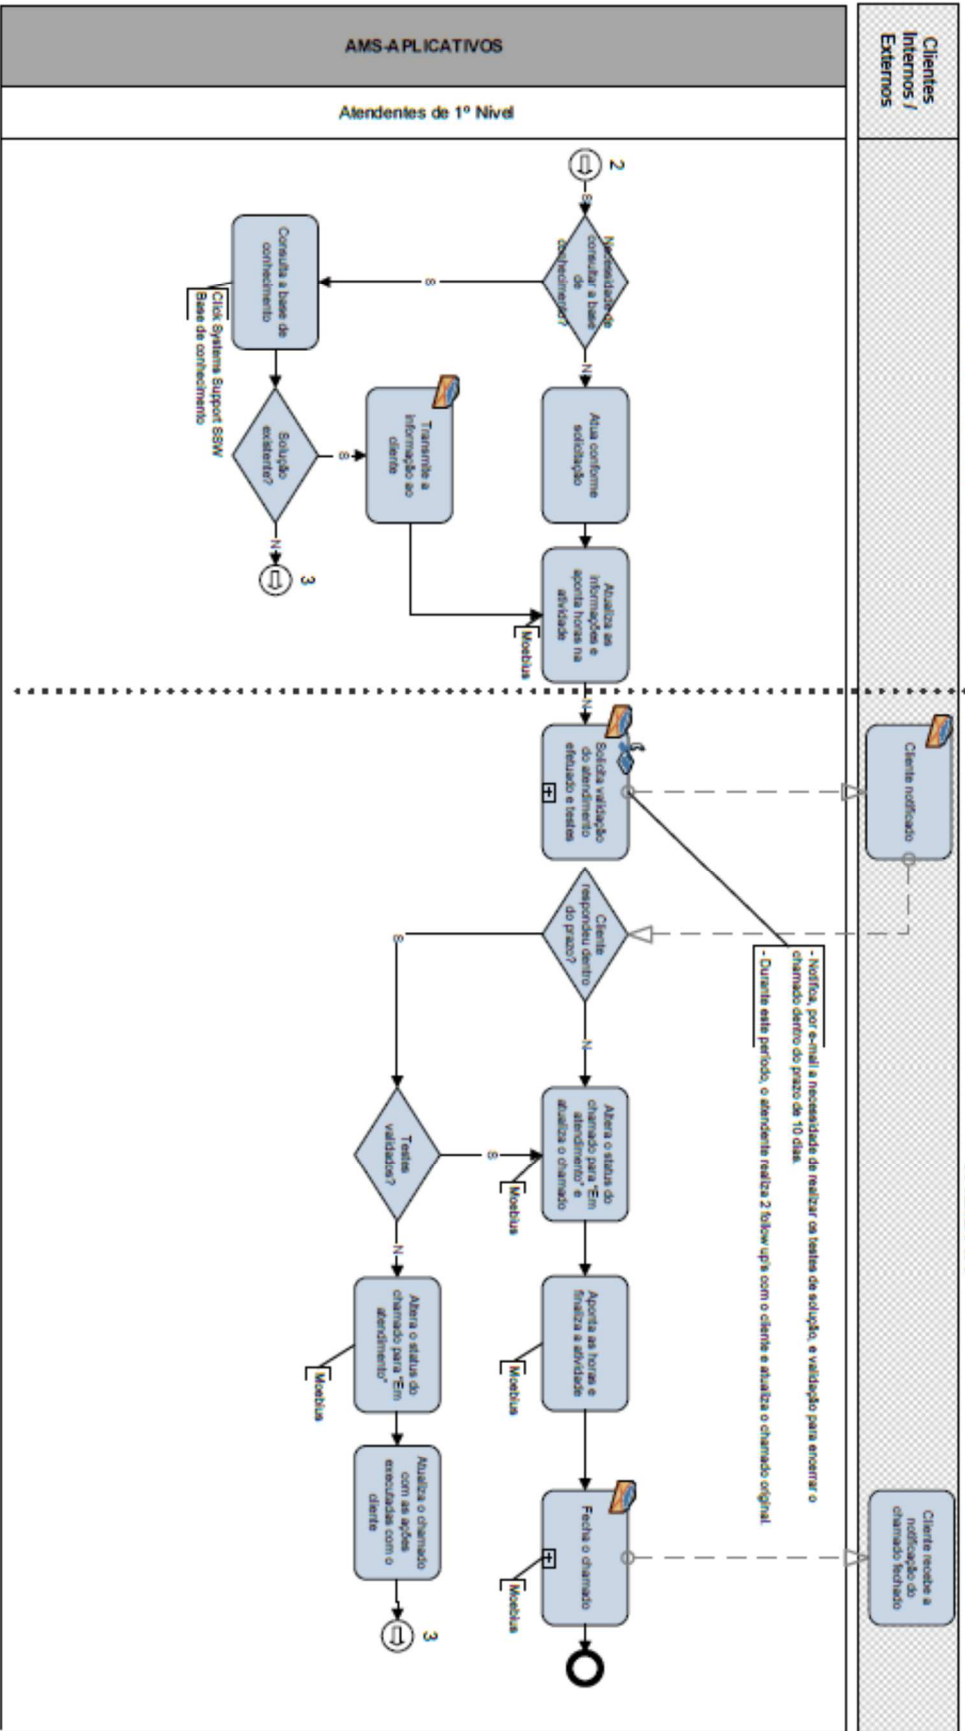 Clientes
Internos /
Externos
AMS-APLICATIVOS
Atendentes de 1º Nível
Cliente notificado
Cliente recebe a
notificação do
chamado fechado
- Notifica, por e-mail a necessidade de realizar os testes de solução, e validação para encerrar o
chamado dentro do prazo de 10 dias.
- Durante este período, o atendente realiza 2 follow up's com o cliente e atualiza o chamado original.
2
S
Necessidade de
consultar a base
de
conhecimento?
N
Atua conforme
solicitação
Atualiza as
informações e
aponta horas na
atividade
Moebius
N
Solicita validação
do atendimento
efetuado e testes
Cliente
respondeu dentro
do prazo?
N
Altera o status do
chamado para "Em
atendimento" e
atualiza o chamado
Moebius
Aponta as horas e
finaliza a atividade
Moebius
Fecha o chamado
Moebius
S
Transmite a
informação ao
cliente
S
Testes
validados?
S
N
Altera o status do
chamado para "Em
atendimento"
Moebius
Atualiza o chamado
com as ações
executadas com o
cliente
3
Consulta a base de
conhecimento
Click Systems Support SSW
Base de conhecimento
Solução
existente?
S
N
3